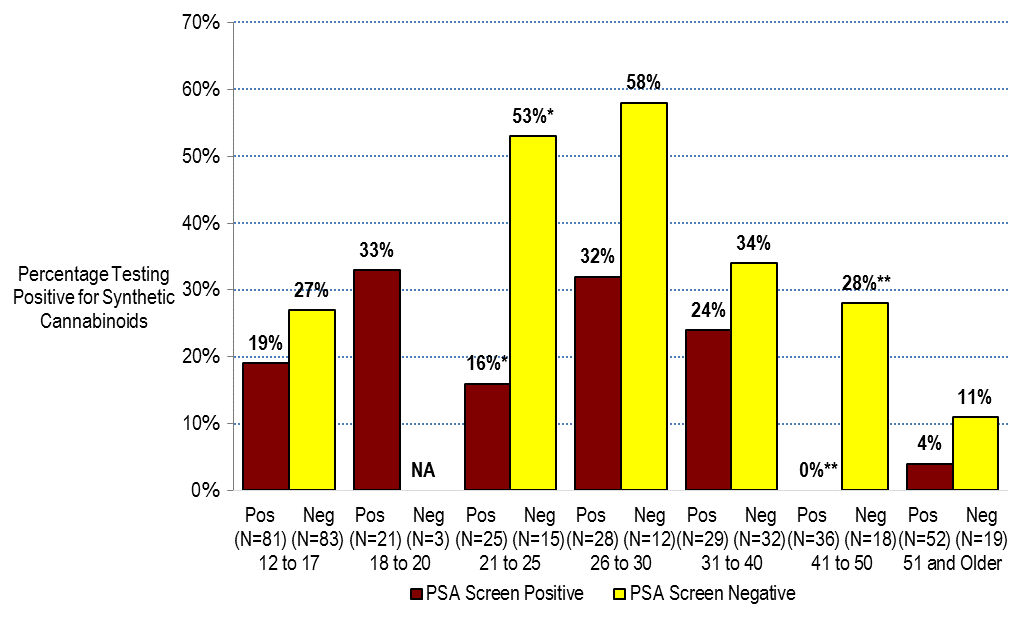 70%
60%
50%
40%
30%
20%
10%
0%
Percentage Testing
Positive for Synthetic
Cannabinoids
19%
27%
33%
NA
16%*
53%*
32%
58%
24%
34%
0%**
28%**
4%
11%
Pos Neg Pos Neg Pos Neg Pos Neg Pos Neg Pos Neg Pos Neg
(N=81) (N=83) (N=21) (N=3) (N=25) (N=15) (N=28) (N=12) (N=29) (N=32) (N=36) (N=18) (N=52) (N=19)
12 to 17 18 to 20 21 to 25 26 to 30 31 to 40 41 to 50 51 and Older
PSA Screen Positive PSA Screen Negative